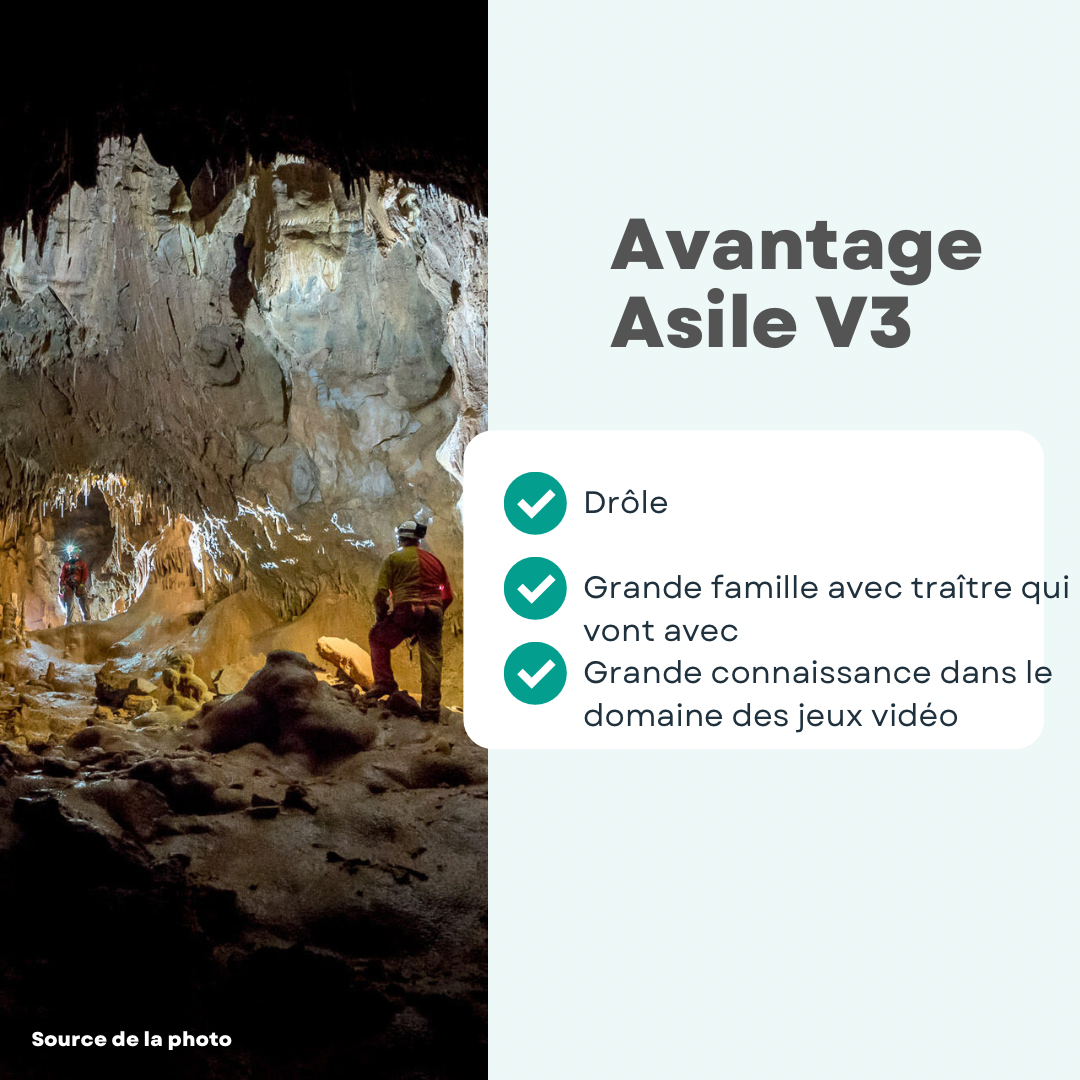 Avantage
Asile V3
Drôle
Grande famille avec traître qui
vont avec
Grande connaissance dans le
domaine des jeux vidéo
Source de la photo